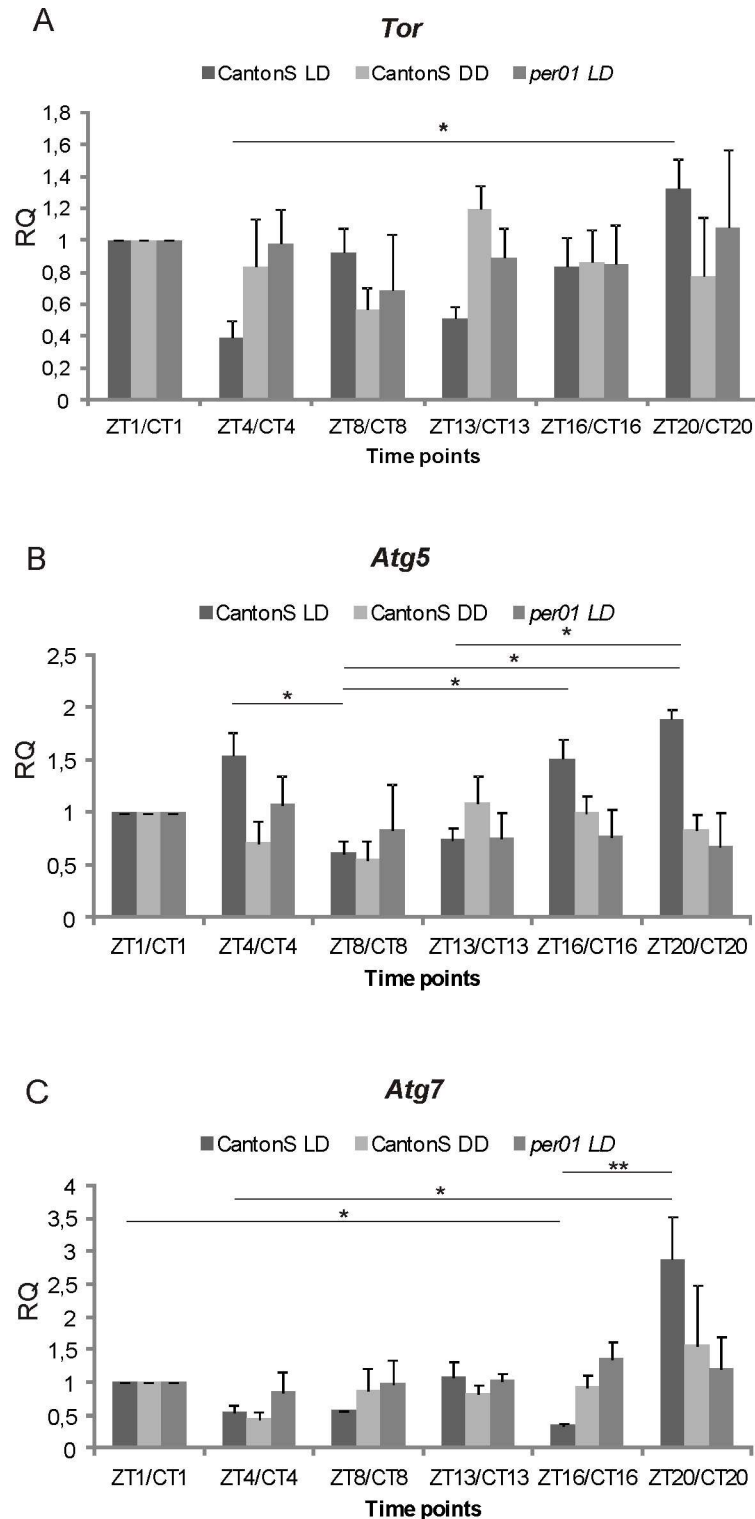 A
Tor
CantonS LD CantonS DD per01 LD
1,8
1,6
1,4
1,2
1
0,8
0,6
0,4
0,2
0
RQ
*
ZT1/CT1 ZT4/CT4 ZT8/CT8 ZT13/CT13 ZT16/CT16 ZT20/CT20
Time points
B
Atg5
CantonS LD CantonS DD per01 LD
2,5
2
1,5
1
0,5
0
RQ
*
*
*
*
ZT1/CT1 ZT4/CT4 ZT8/CT8 ZT13/CT13 ZT16/CT16 ZT20/CT20
Time points
C
Atg7
CantonS LD CantonS DD per01 LD
4
3,5
3
2,5
2
1,5
1
0,5
0
RQ
**
*
*
ZT1/CT1 ZT4/CT4 ZT8/CT8 ZT13/CT13 ZT16/CT16 ZT20/CT20
Time points